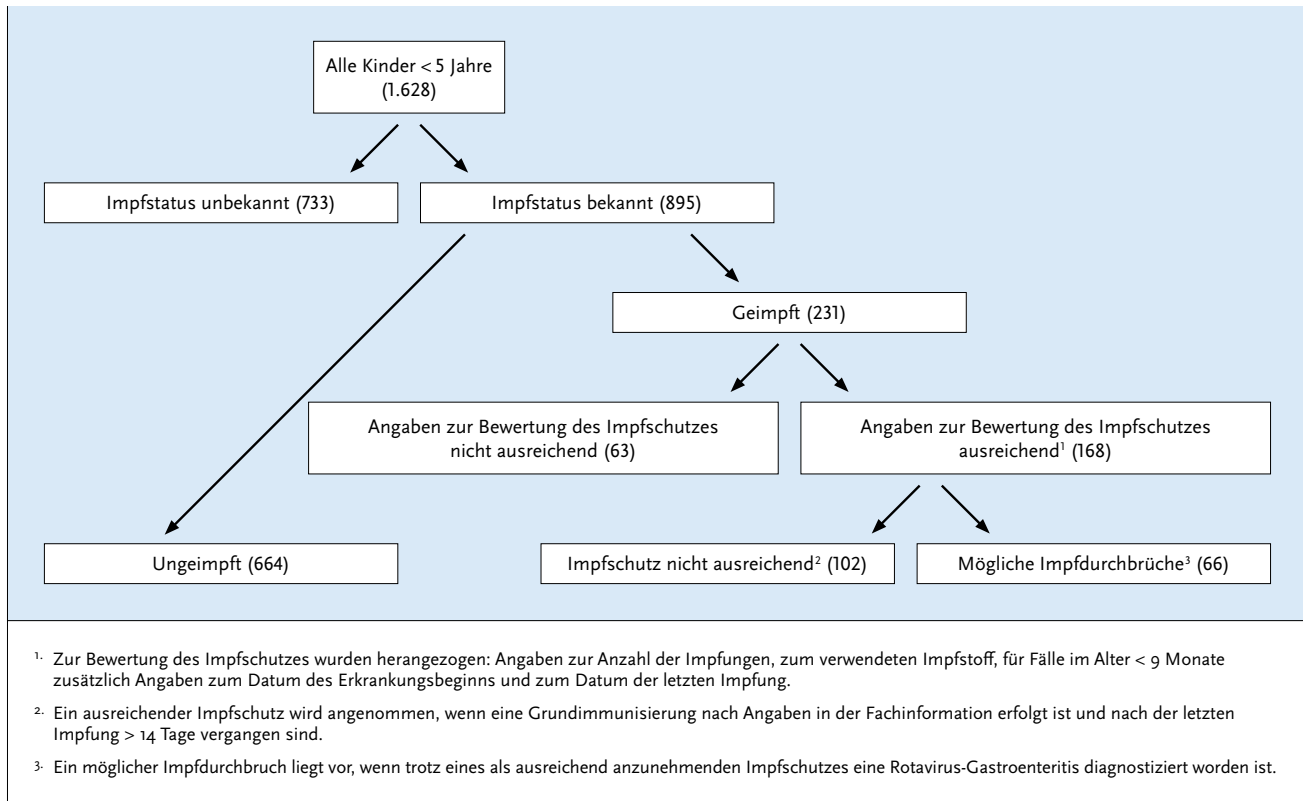 Alle Kinder < 5 Jahre
(1.628)
Impfstatus unbekannt (733)
Impfstatus bekannt (895)
Geimpft (231)
Angaben zur Bewertung des Impfschutzes
nicht ausreichend (63)
Angaben zur Bewertung des Impfschutzes
ausreichend¹ (168)
Ungeimpft (664)
Impfschutz nicht ausreichend² (102)
Mögliche Impfdurchbrüche³ (66)
1. Zur Bewertung des Impfschutzes wurden herangezogen: Angaben zur Anzahl der Impfungen, zum verwendeten Impfstoff, für Fälle im Alter < 9 Monate
zusätzlich Angaben zum Datum des Erkrankungsbeginns und zum Datum der letzten Impfung.
2. Ein ausreichender Impfschutz wird angenommen, wenn eine Grundimmunisierung nach Angaben in der Fachinformation erfolgt ist und nach der letzten
Impfung > 14 Tage vergangen sind.
3. Ein möglicher Impfdurchbruch liegt vor, wenn trotz eines als ausreichend anzunehmenden Impfschutzes eine Rotavirus-Gastroenteritis diagnostiziert worden ist.